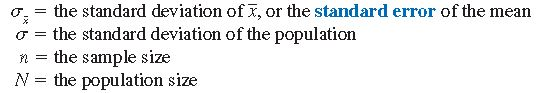 σx̄ = the standard deviation of x̄, or the standard error of the mean
σ = the standard deviation of the population
n = the sample size
N = the population size